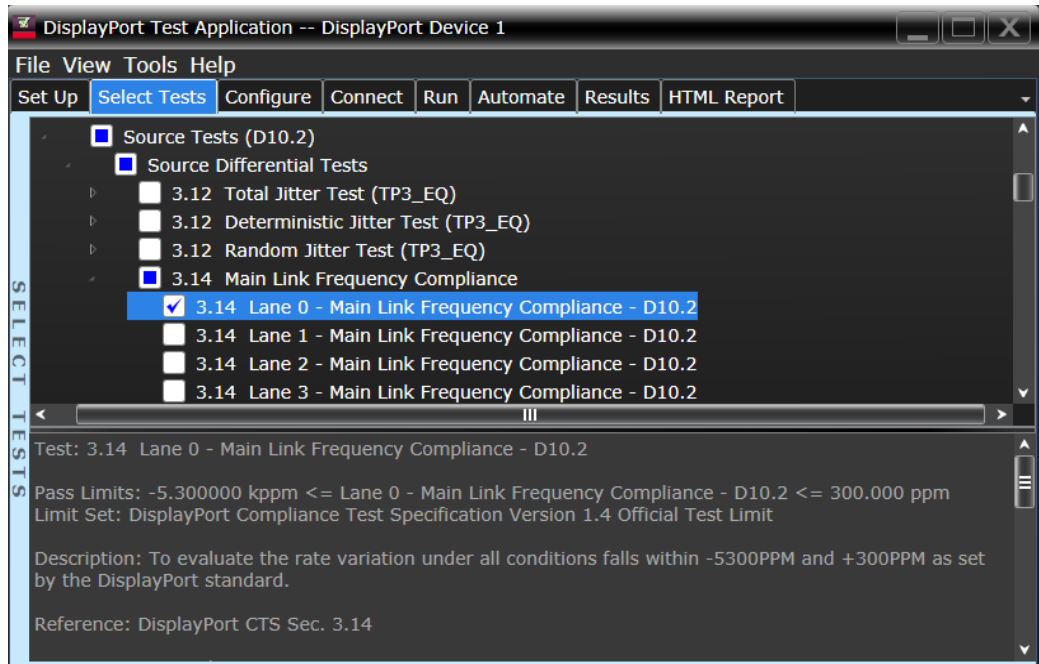 DisplayPort Test Application -- DisplayPort Device 1
File View Tools Help
Set Up Select Tests Configure Connect Run Automate Results HTML Report
SELECT TESTS
Source Tests (D10.2)
Source Differential Tests
3.12 Total Jitter Test (TP3_EQ)
3.12 Deterministic Jitter Test (TP3_EQ)
3.12 Random Jitter Test (TP3_EQ)
3.14 Main Link Frequency Compliance
3.14 Lane 0 - Main Link Frequency Compliance - D10.2
3.14 Lane 1 - Main Link Frequency Compliance - D10.2
3.14 Lane 2 - Main Link Frequency Compliance - D10.2
3.14 Lane 3 - Main Link Frequency Compliance - D10.2
Test: 3.14 Lane 0 - Main Link Frequency Compliance - D10.2
Pass Limits: -5.300000 kppm <= Lane 0 - Main Link Frequency Compliance - D10.2 <= 300.000 ppm
Limit Set: DisplayPort Compliance Test Specification Version 1.4 Official Test Limit
Description: To evaluate the rate variation under all conditions falls within -5300PPM and +300PPM as set
by the DisplayPort standard.
Reference: DisplayPort CTS Sec. 3.14